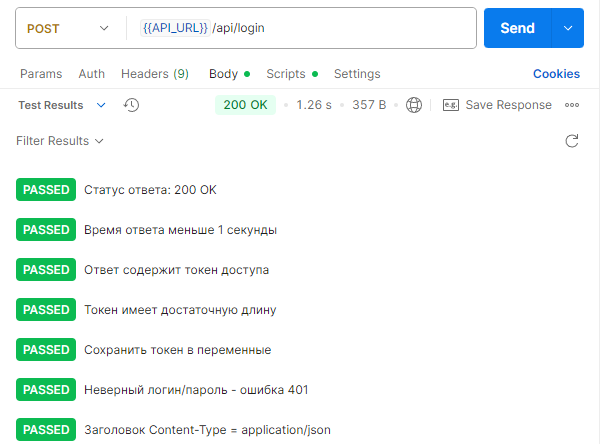 POST {{API_URL}} /api/login Send
Params Auth Headers (9) Body Scripts Settings Cookies
Test Results 200 OK 1.26 s 357 B e.g. Save Response
Filter Results
PASSED Статус ответа: 200 OK
PASSED Время ответа меньше 1 секунды
PASSED Ответ содержит токен доступа
PASSED Токен имеет достаточную длину
PASSED Сохранить токен в переменные
PASSED Неверный логин/пароль - ошибка 401
PASSED Заголовок Content-Type = application/json